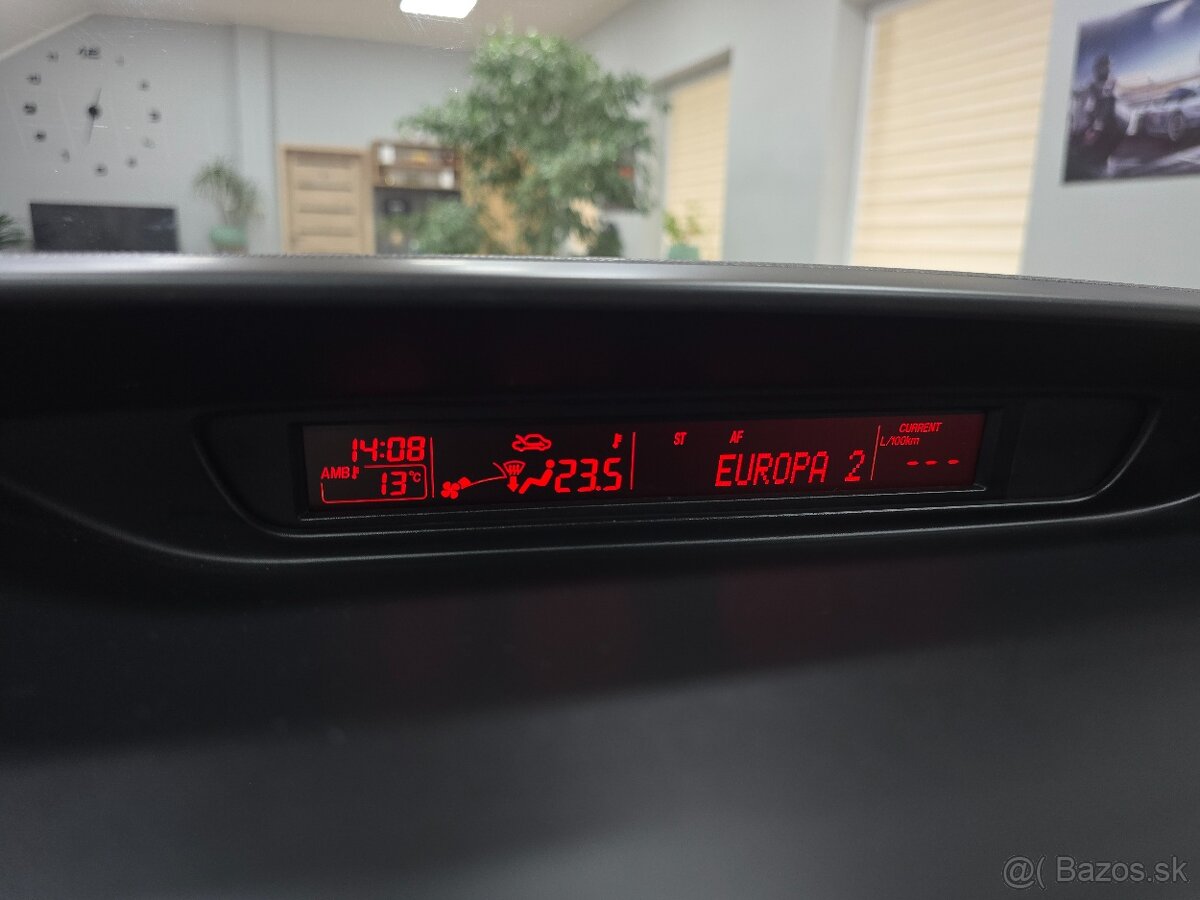 14:08
AMB 13°C
23.5
ST AF
EUROPA 2
CURRENT
L/100km
---
@( Bazos.sk